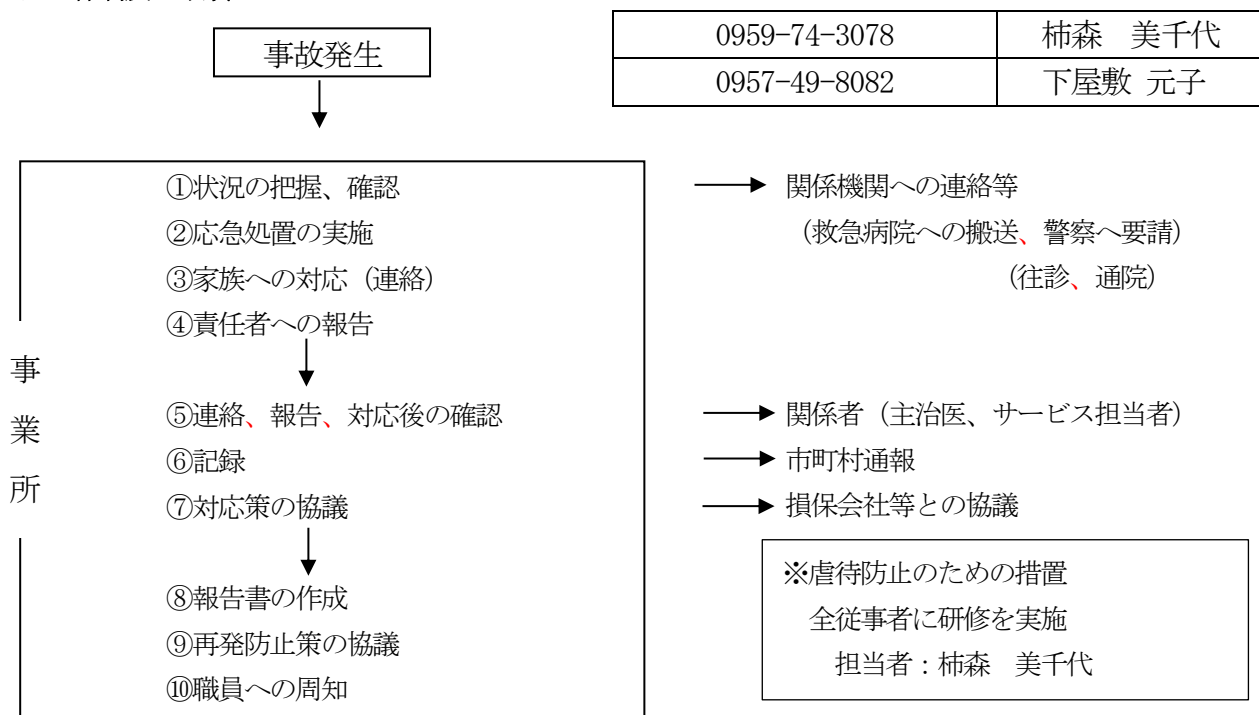 事故発生
0959-74-3078 柿森 美千代
0957-49-8082 下屋敷 元子
①状況の把握、確認
②応急処置の実施
③家族への対応（連絡）
④責任者への報告
関係機関への連絡等
（救急病院への搬送、警察へ要請）
（往診、通院）
事業所
⑤連絡、報告、対応後の確認
⑥記録
⑦対応策の協議
関係者（主治医、サービス担当者）
市町村通報
損保会社等との協議
⑧報告書の作成
⑨再発防止策の協議
⑩職員への周知
※虐待防止のための措置
全従事者に研修を実施
担当者：柿森 美千代